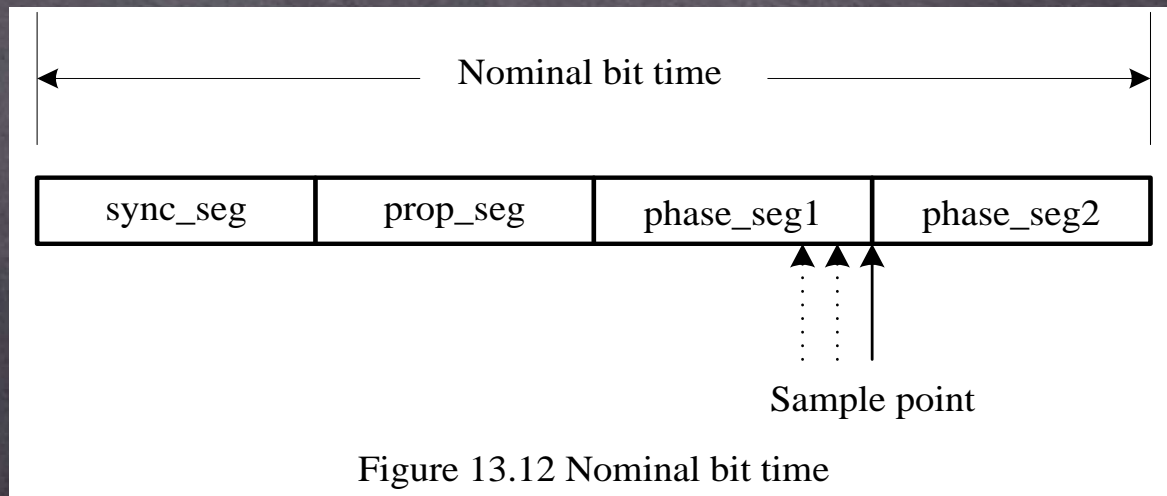 Nominal bit time
sync_seg prop_seg phase_seg1 phase_seg2
Sample point
Figure 13.12 Nominal bit time